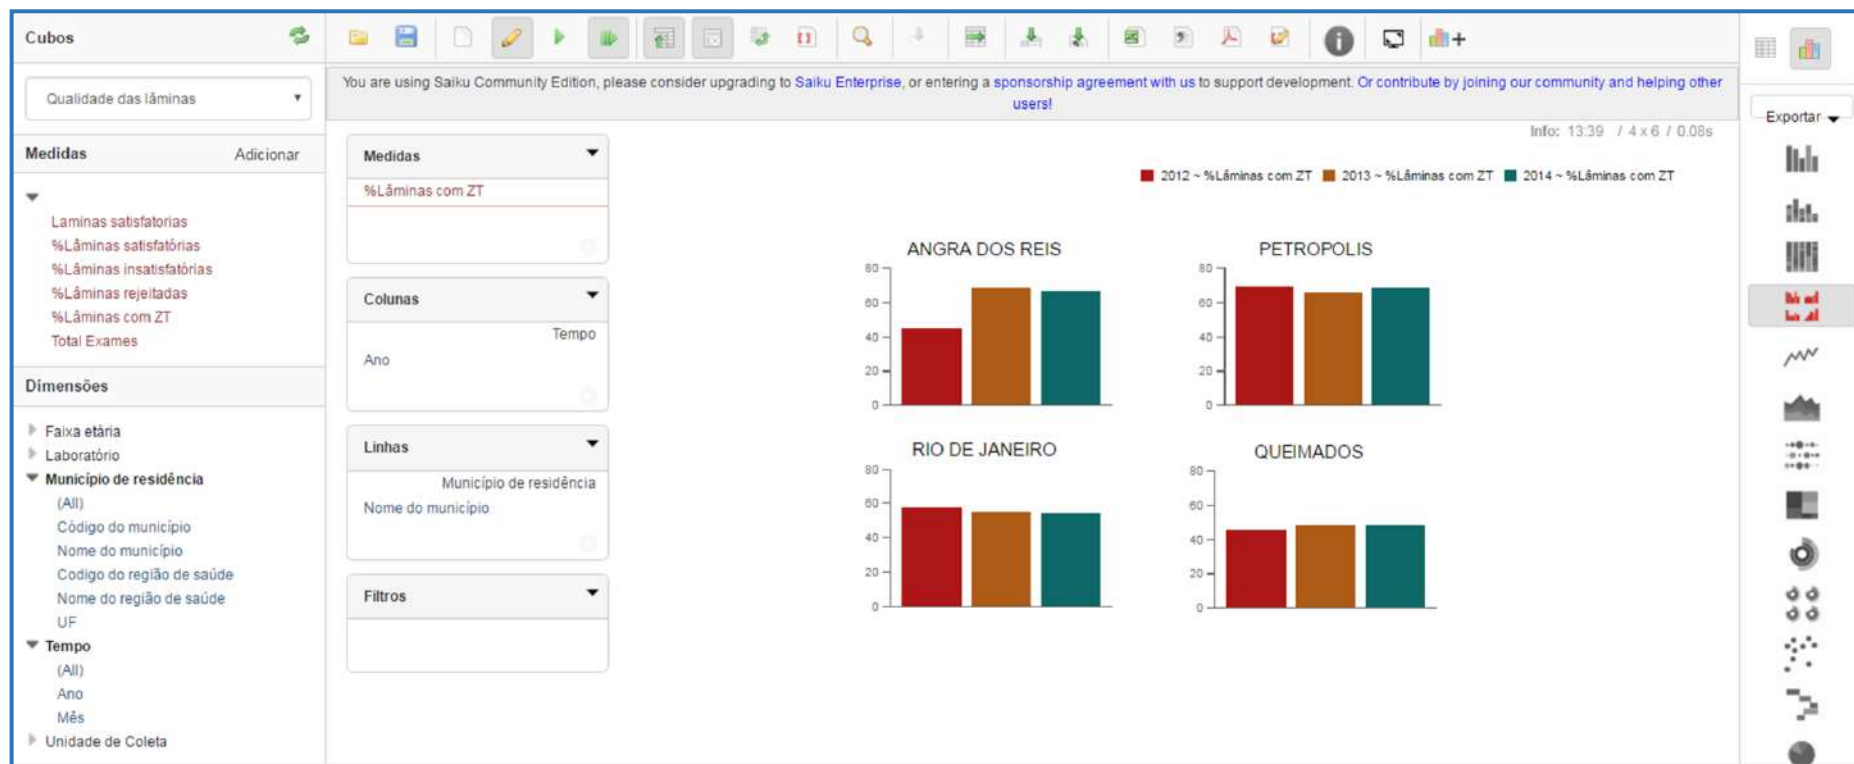 Cubos
Qualidade das lâminas
Medidas Adicionar
Laminas satisfatorias
%Lâminas satisfatórias
%Lâminas insatisfatórias
%Lâminas rejeitadas
%Lâminas com ZT
Total Exames
Dimensões
Faixa etária
Laboratório
Município de residência
(All)
Código do município
Nome do município
Codigo do região de saúde
Nome do região de saúde
UF
Tempo
(All)
Ano
Mês
Unidade de Coleta
You are using Saiku Community Edition, please consider upgrading to Saiku Enterprise, or entering a sponsorship agreement with us to support development. Or contribute by joining our community and helping other
users!
Info: 13:39 / 4 x 6 / 0.08s
Medidas
%Lâminas com ZT
Colunas
Tempo
Ano
Linhas
Município de residência
Nome do município
Filtros
2012 ~ %Lâminas com ZT 2013 ~ %Lâminas com ZT 2014 ~ %Lâminas com ZT
ANGRA DOS REIS
80
60
40
20
0
PETROPOLIS
80
60
40
20
0
RIO DE JANEIRO
80
60
40
20
0
QUEIMADOS
80
60
40
20
0
Exportar